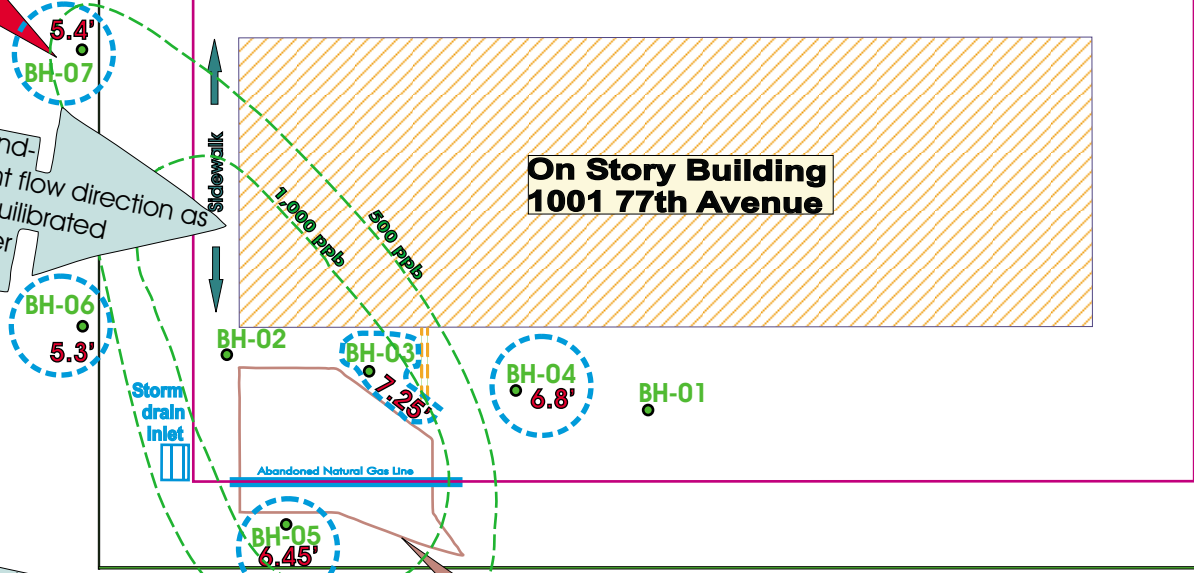 5.4'
BH-07
nd-
nt flow direction as
uilibrated
er
Sidewalk
On Story Building
1001 77th Avenue
1,000 ppb
500 ppb
BH-06
5.3'
BH-02
BH-03
7.25'
BH-04
6.8'
BH-01
Storm
drain
inlet
Abandoned Natural Gas Line
BH-05
6.45'